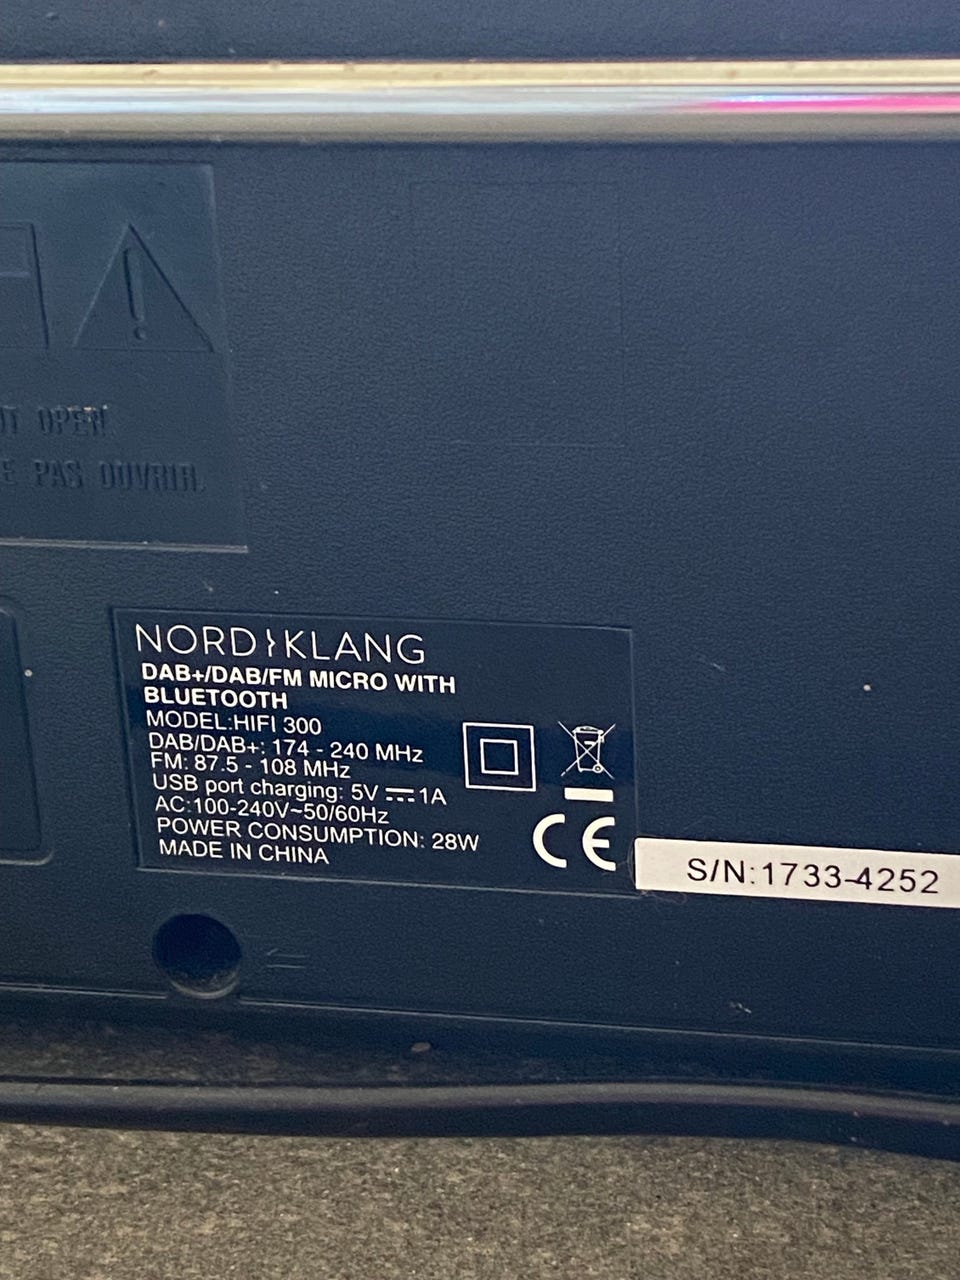 OPEN
PAS OUVRIR.
NORDKLANG
DAB+/DAB/FM MICRO WITH
BLUETOOTH
MODEL:HIFI 300
DAB/DAB+: 174 - 240 MHz
FM: 87.5 - 108 MHz
USB port charging: 5V ⎓ 1A
AC:100-240V~50/60Hz
POWER CONSUMPTION: 28W
MADE IN CHINA
CE
S/N:1733-4252